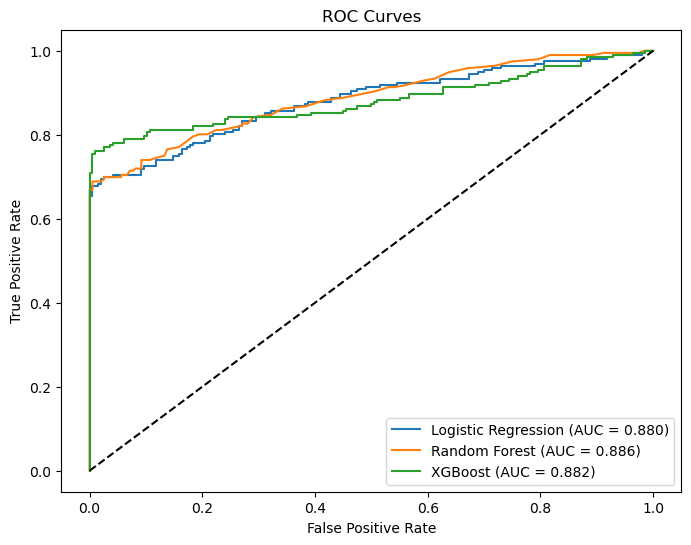 ROC Curves
True Positive Rate
1.0
0.8
0.6
0.4
0.2
0.0
Logistic Regression (AUC = 0.880)
Random Forest (AUC = 0.886)
XGBoost (AUC = 0.882)
0.0 0.2 0.4 0.6 0.8 1.0
False Positive Rate